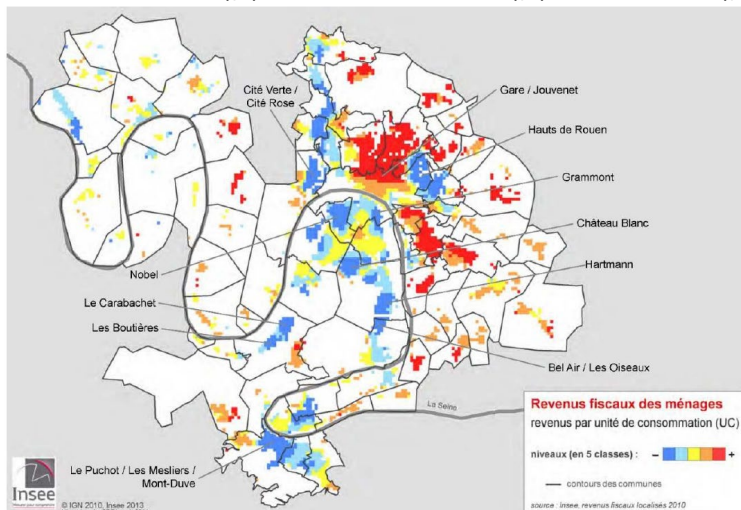 Cité Verte /
Cité Rose
Gare / Jouvenet
Hauts de Rouen
Grammont
Château Blanc
Hartmann
Nobel
Le Carabachet
Les Boutières
Bel Air / Les Oiseaux
La Seine
Le Puchot / Les Mesliers /
Mont-Duve
Revenus fiscaux des ménages
revenus par unité de consommation (UC)
niveaux (en 5 classes) : - +
contours des communes
source : Insee, revenus fiscaux localisés 2010
Insee
© IGN 2010, Insee 2013